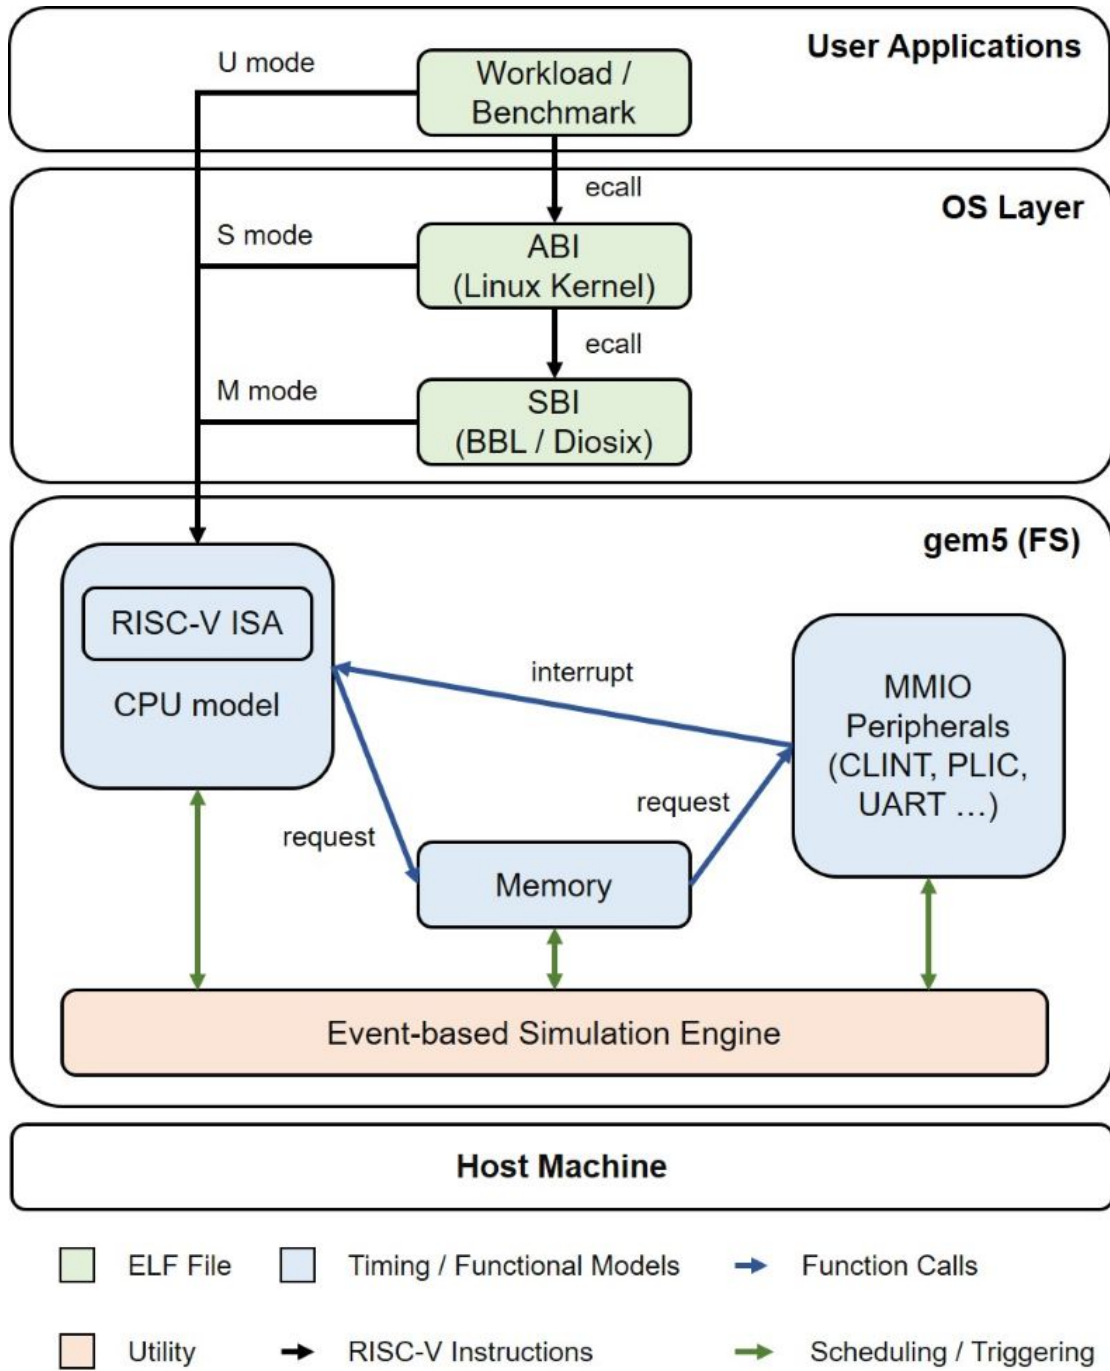 User Applications
U mode
Workload /
Benchmark
ecall
OS Layer
S mode
ABI
(Linux Kernel)
ecall
M mode
SBI
(BBL / Diosix)
gem5 (FS)
RISC-V ISA
CPU model
interrupt
MMIO
Peripherals
(CLINT, PLIC,
UART ...)
request
request
Memory
Event-based Simulation Engine
Host Machine
ELF File
Timing / Functional Models
Function Calls
Utility
RISC-V Instructions
Scheduling / Triggering